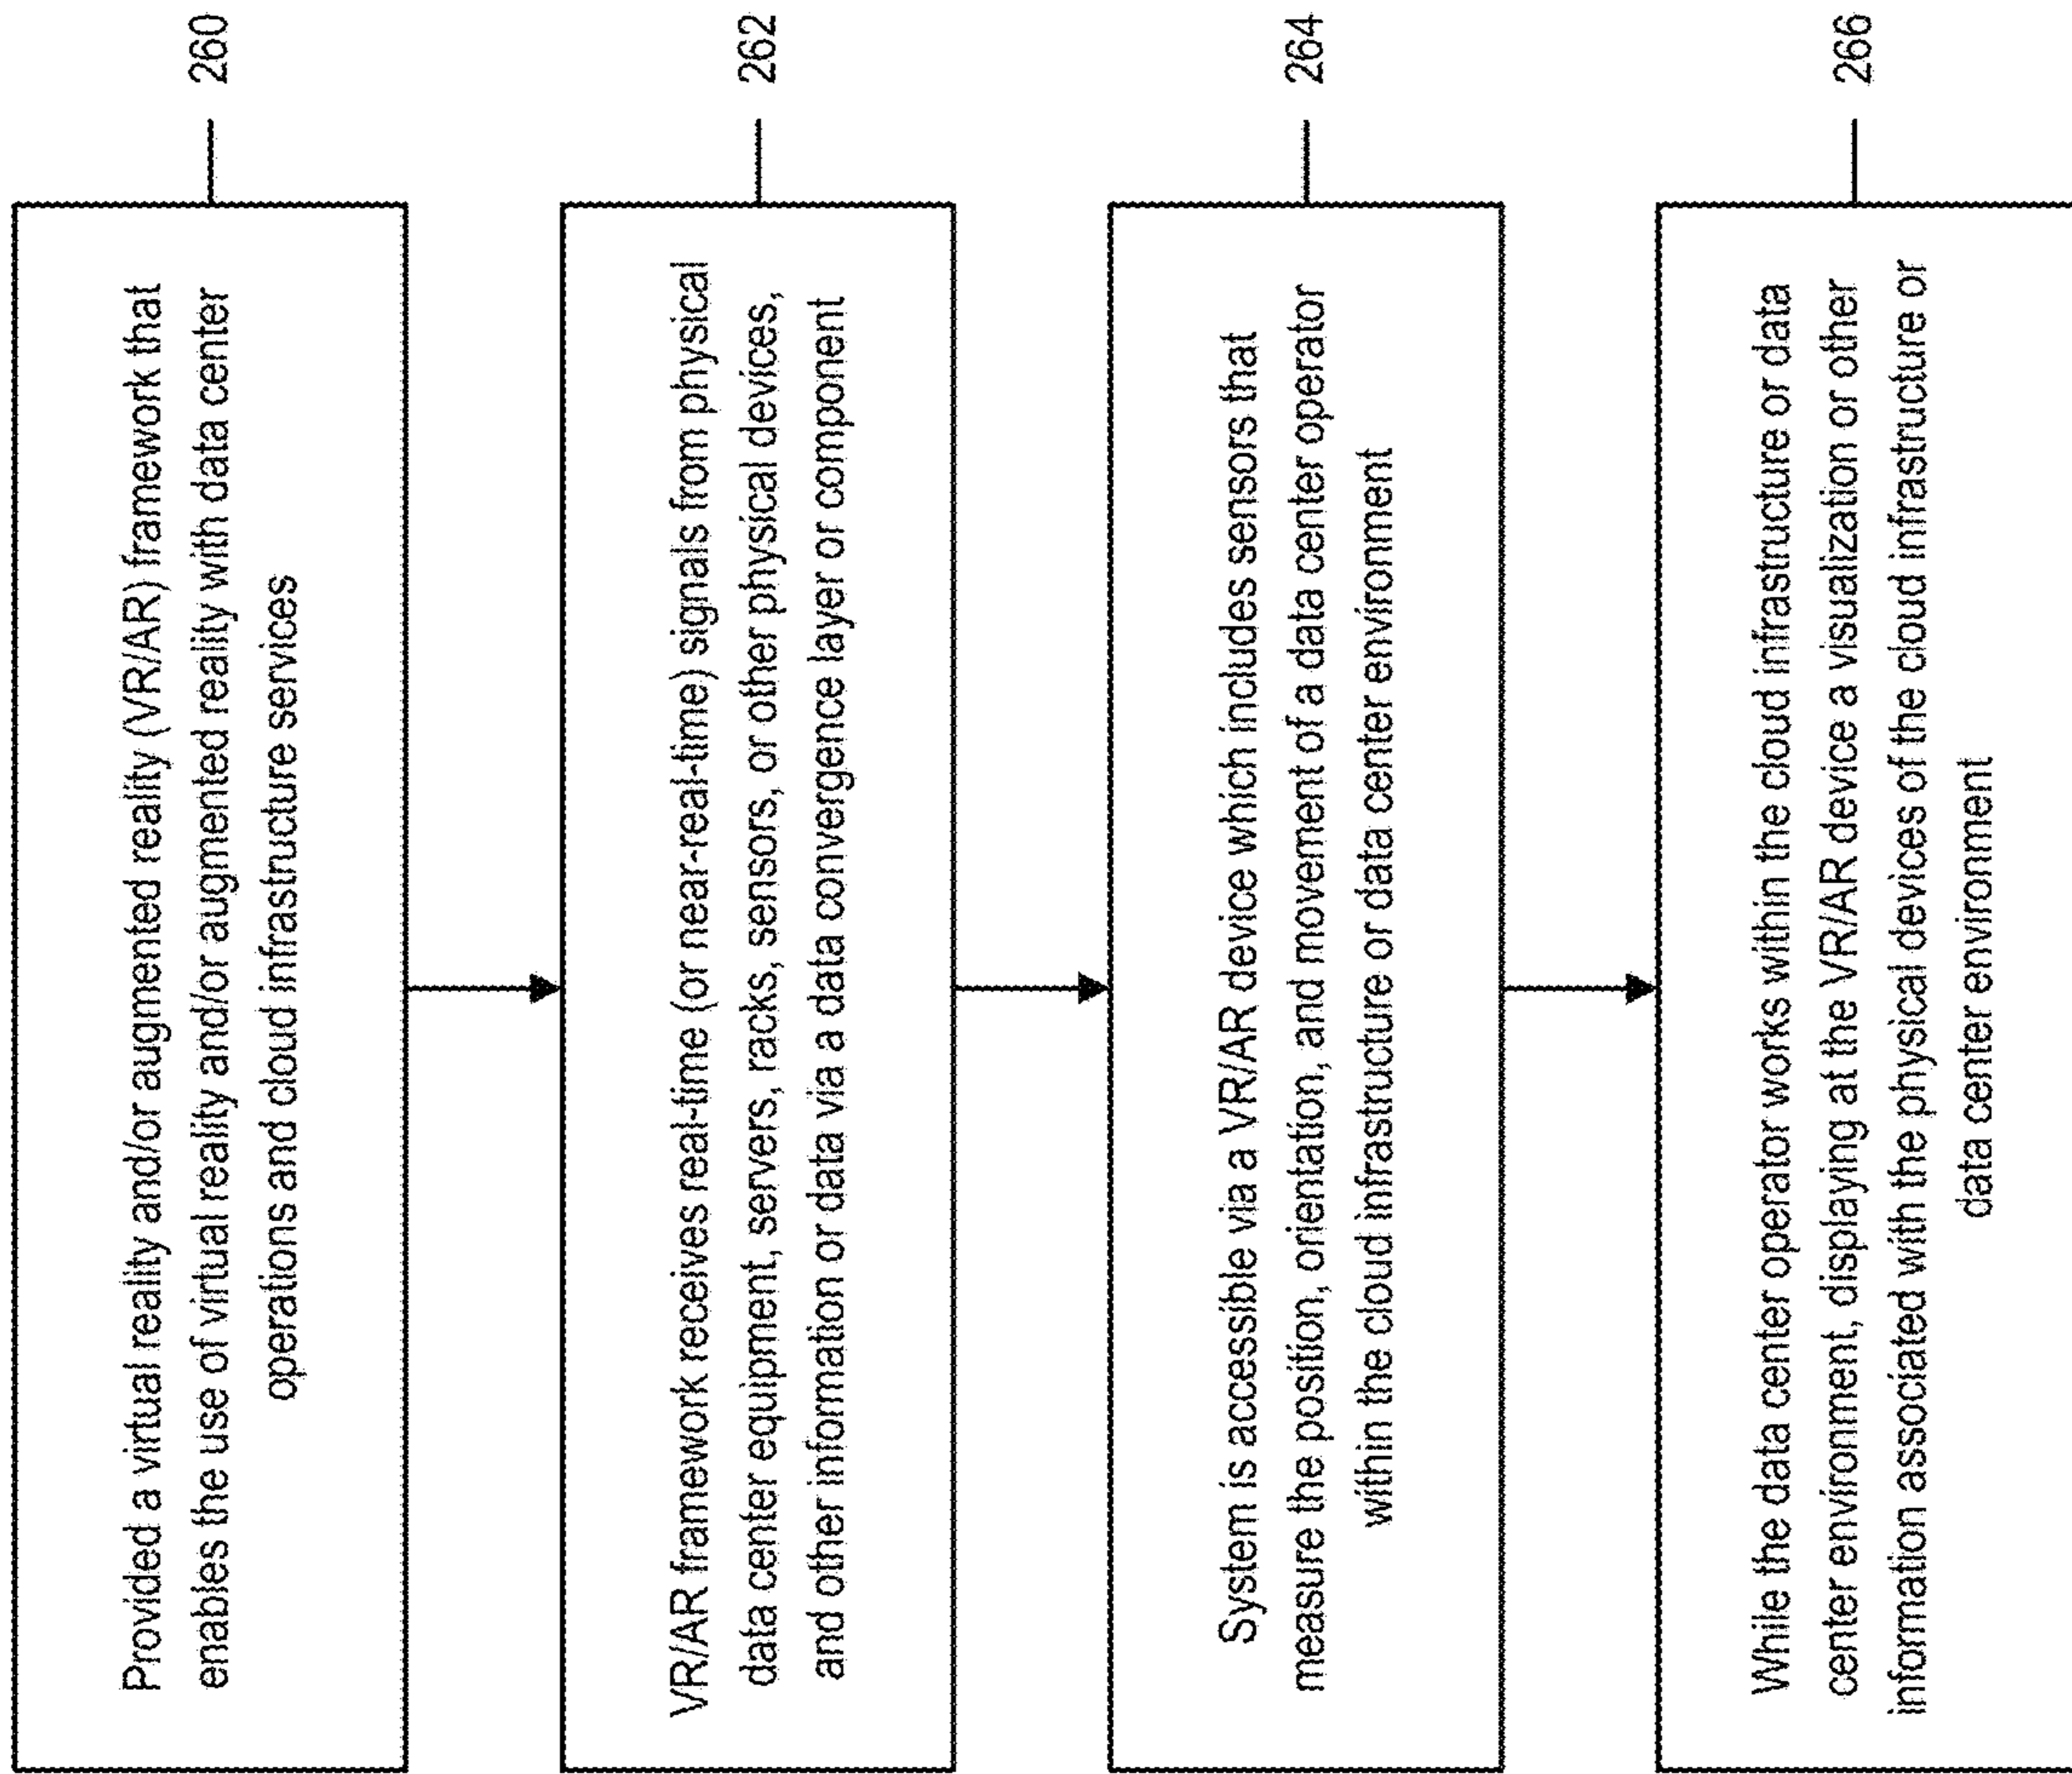 Provided a virtual reality and/or augmented reality (VR/AR) framework that
enables the use of virtual reality and/or augmented reality with data center
operations and cloud infrastructure services
260
VR/AR framework receives real-time (or near-real-time) signals from physical
data center equipment, servers, racks, sensors, or other physical devices,
and other information or data via a data convergence layer or component
262
System is accessible via a VR/AR device which includes sensors that
measure the position, orientation, and movement of a data center operator
within the cloud infrastructure or data center environment
264
While the data center operator works within the cloud infrastructure or data
center environment, displaying at the VR/AR device a visualization or other
information associated with the physical devices of the cloud infrastructure or
data center environment
266